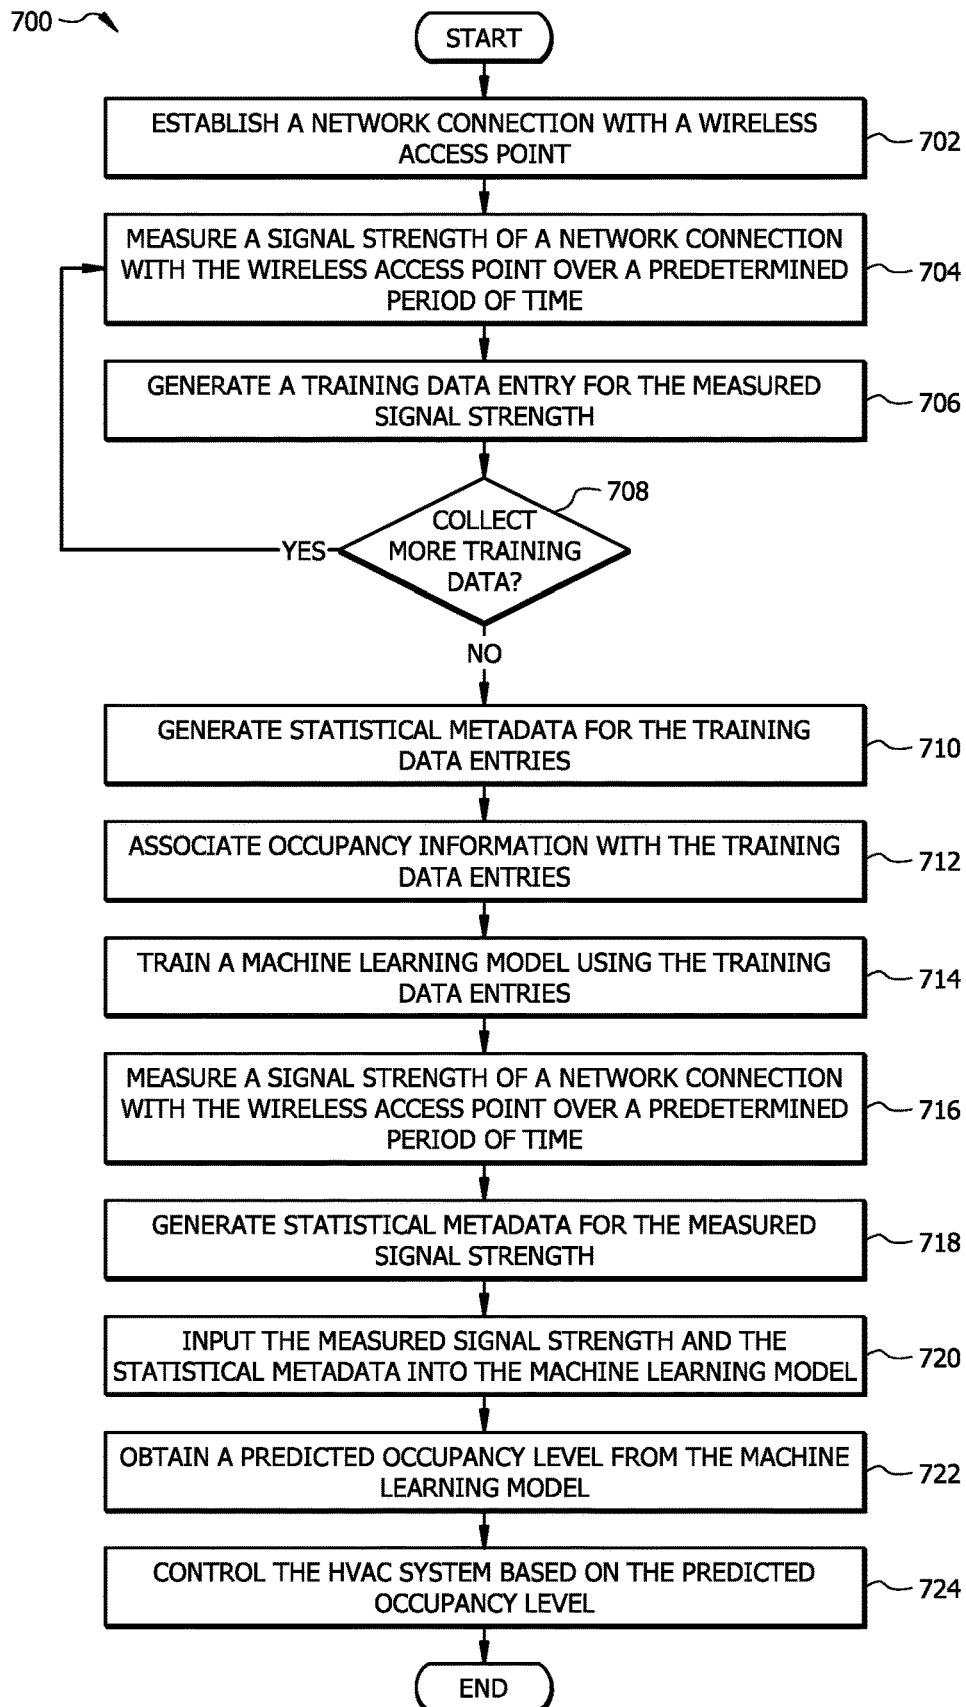 700
START
ESTABLISH A NETWORK CONNECTION WITH A WIRELESS
ACCESS POINT
702
MEASURE A SIGNAL STRENGTH OF A NETWORK CONNECTION
WITH THE WIRELESS ACCESS POINT OVER A PREDETERMINED
PERIOD OF TIME
704
GENERATE A TRAINING DATA ENTRY FOR THE MEASURED
SIGNAL STRENGTH
706
708
COLLECT
MORE TRAINING
DATA?
YES
NO
GENERATE STATISTICAL METADATA FOR THE TRAINING
DATA ENTRIES
710
ASSOCIATE OCCUPANCY INFORMATION WITH THE TRAINING
DATA ENTRIES
712
TRAIN A MACHINE LEARNING MODEL USING THE TRAINING
DATA ENTRIES
714
MEASURE A SIGNAL STRENGTH OF A NETWORK CONNECTION
WITH THE WIRELESS ACCESS POINT OVER A PREDETERMINED
PERIOD OF TIME
716
GENERATE STATISTICAL METADATA FOR THE MEASURED
SIGNAL STRENGTH
718
INPUT THE MEASURED SIGNAL STRENGTH AND THE
STATISTICAL METADATA INTO THE MACHINE LEARNING MODEL
720
OBTAIN A PREDICTED OCCUPANCY LEVEL FROM THE MACHINE
LEARNING MODEL
722
CONTROL THE HVAC SYSTEM BASED ON THE PREDICTED
OCCUPANCY LEVEL
724
END